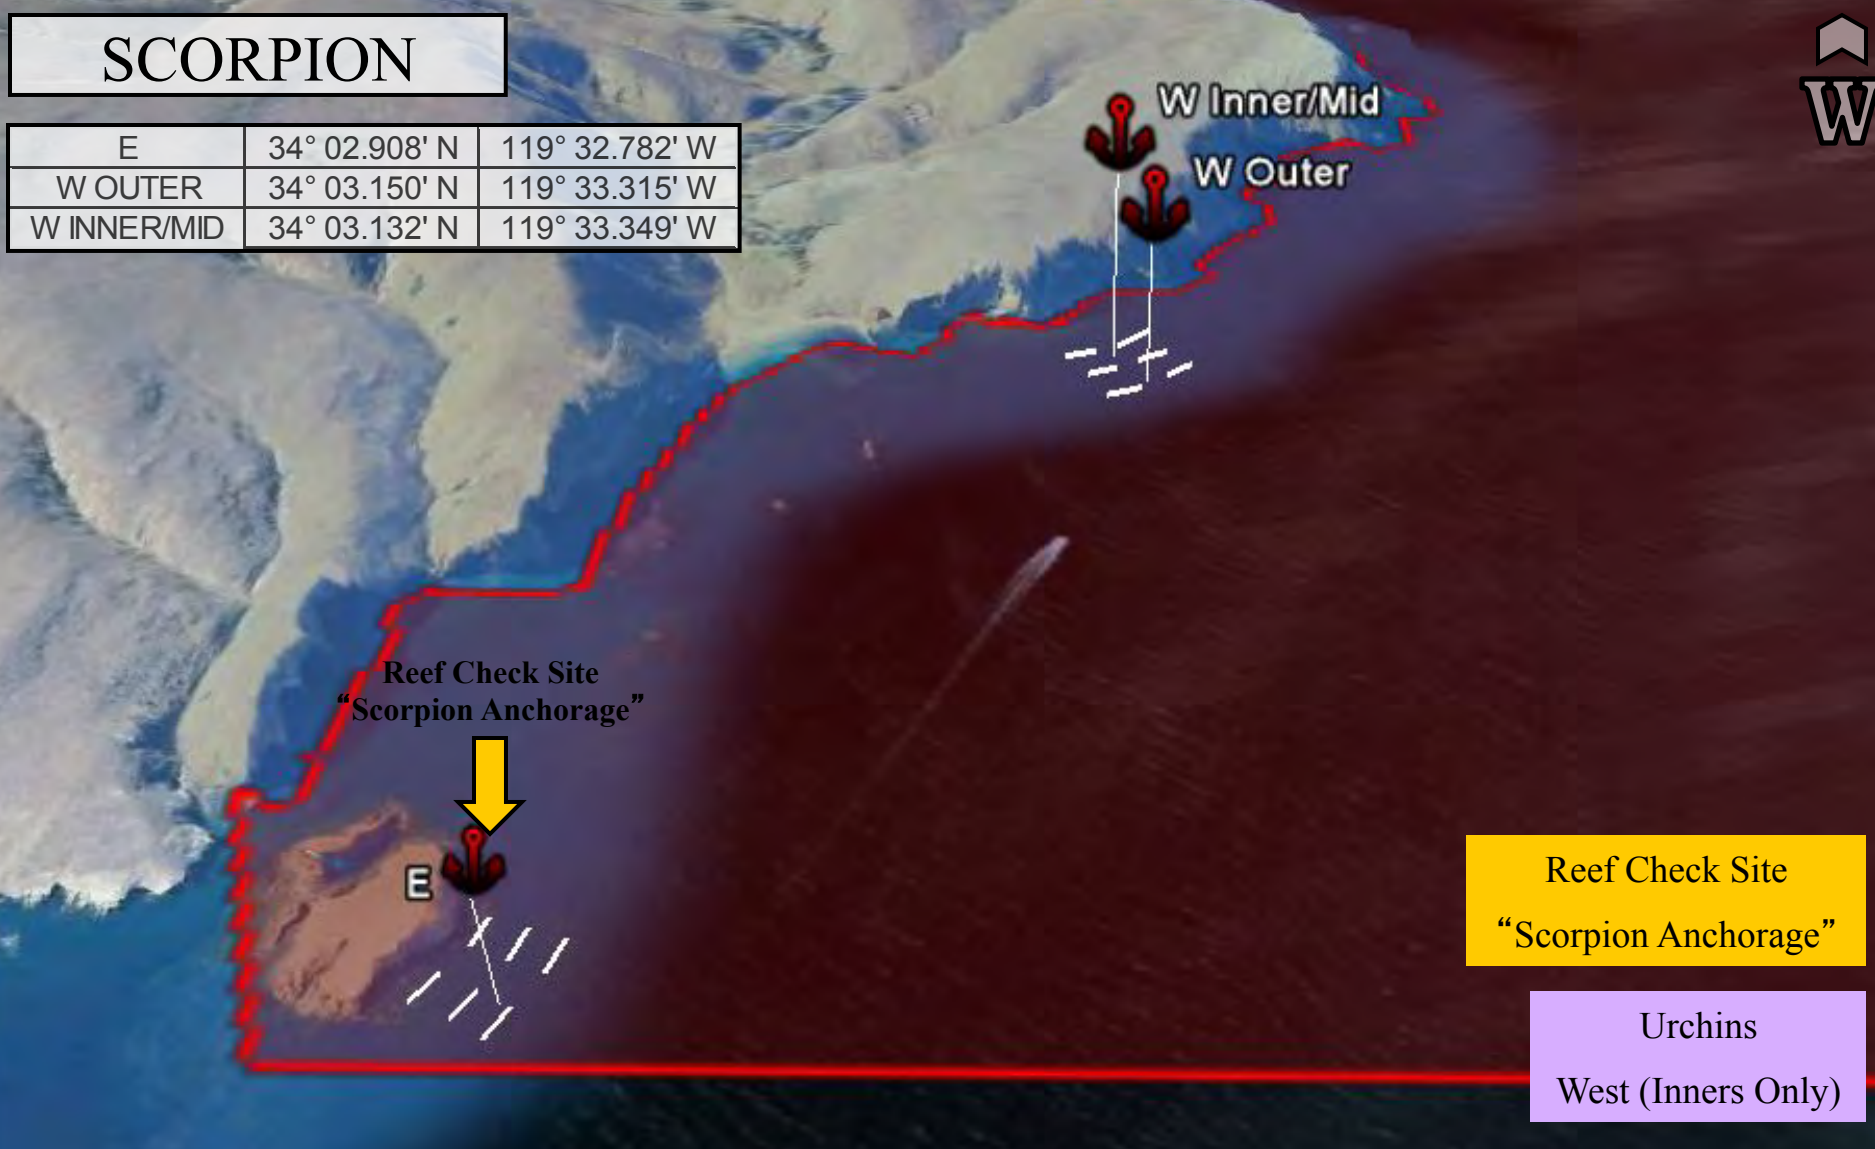 SCORPION
E 34° 02.908' N 119° 32.782' W
W OUTER 34° 03.150' N 119° 33.315' W
W INNER/MID 34° 03.132' N 119° 33.349' W
W Inner/Mid
W Outer
W
Reef Check Site
“Scorpion Anchorage”
E
Reef Check Site
“Scorpion Anchorage”
Urchins
West (Inners Only)